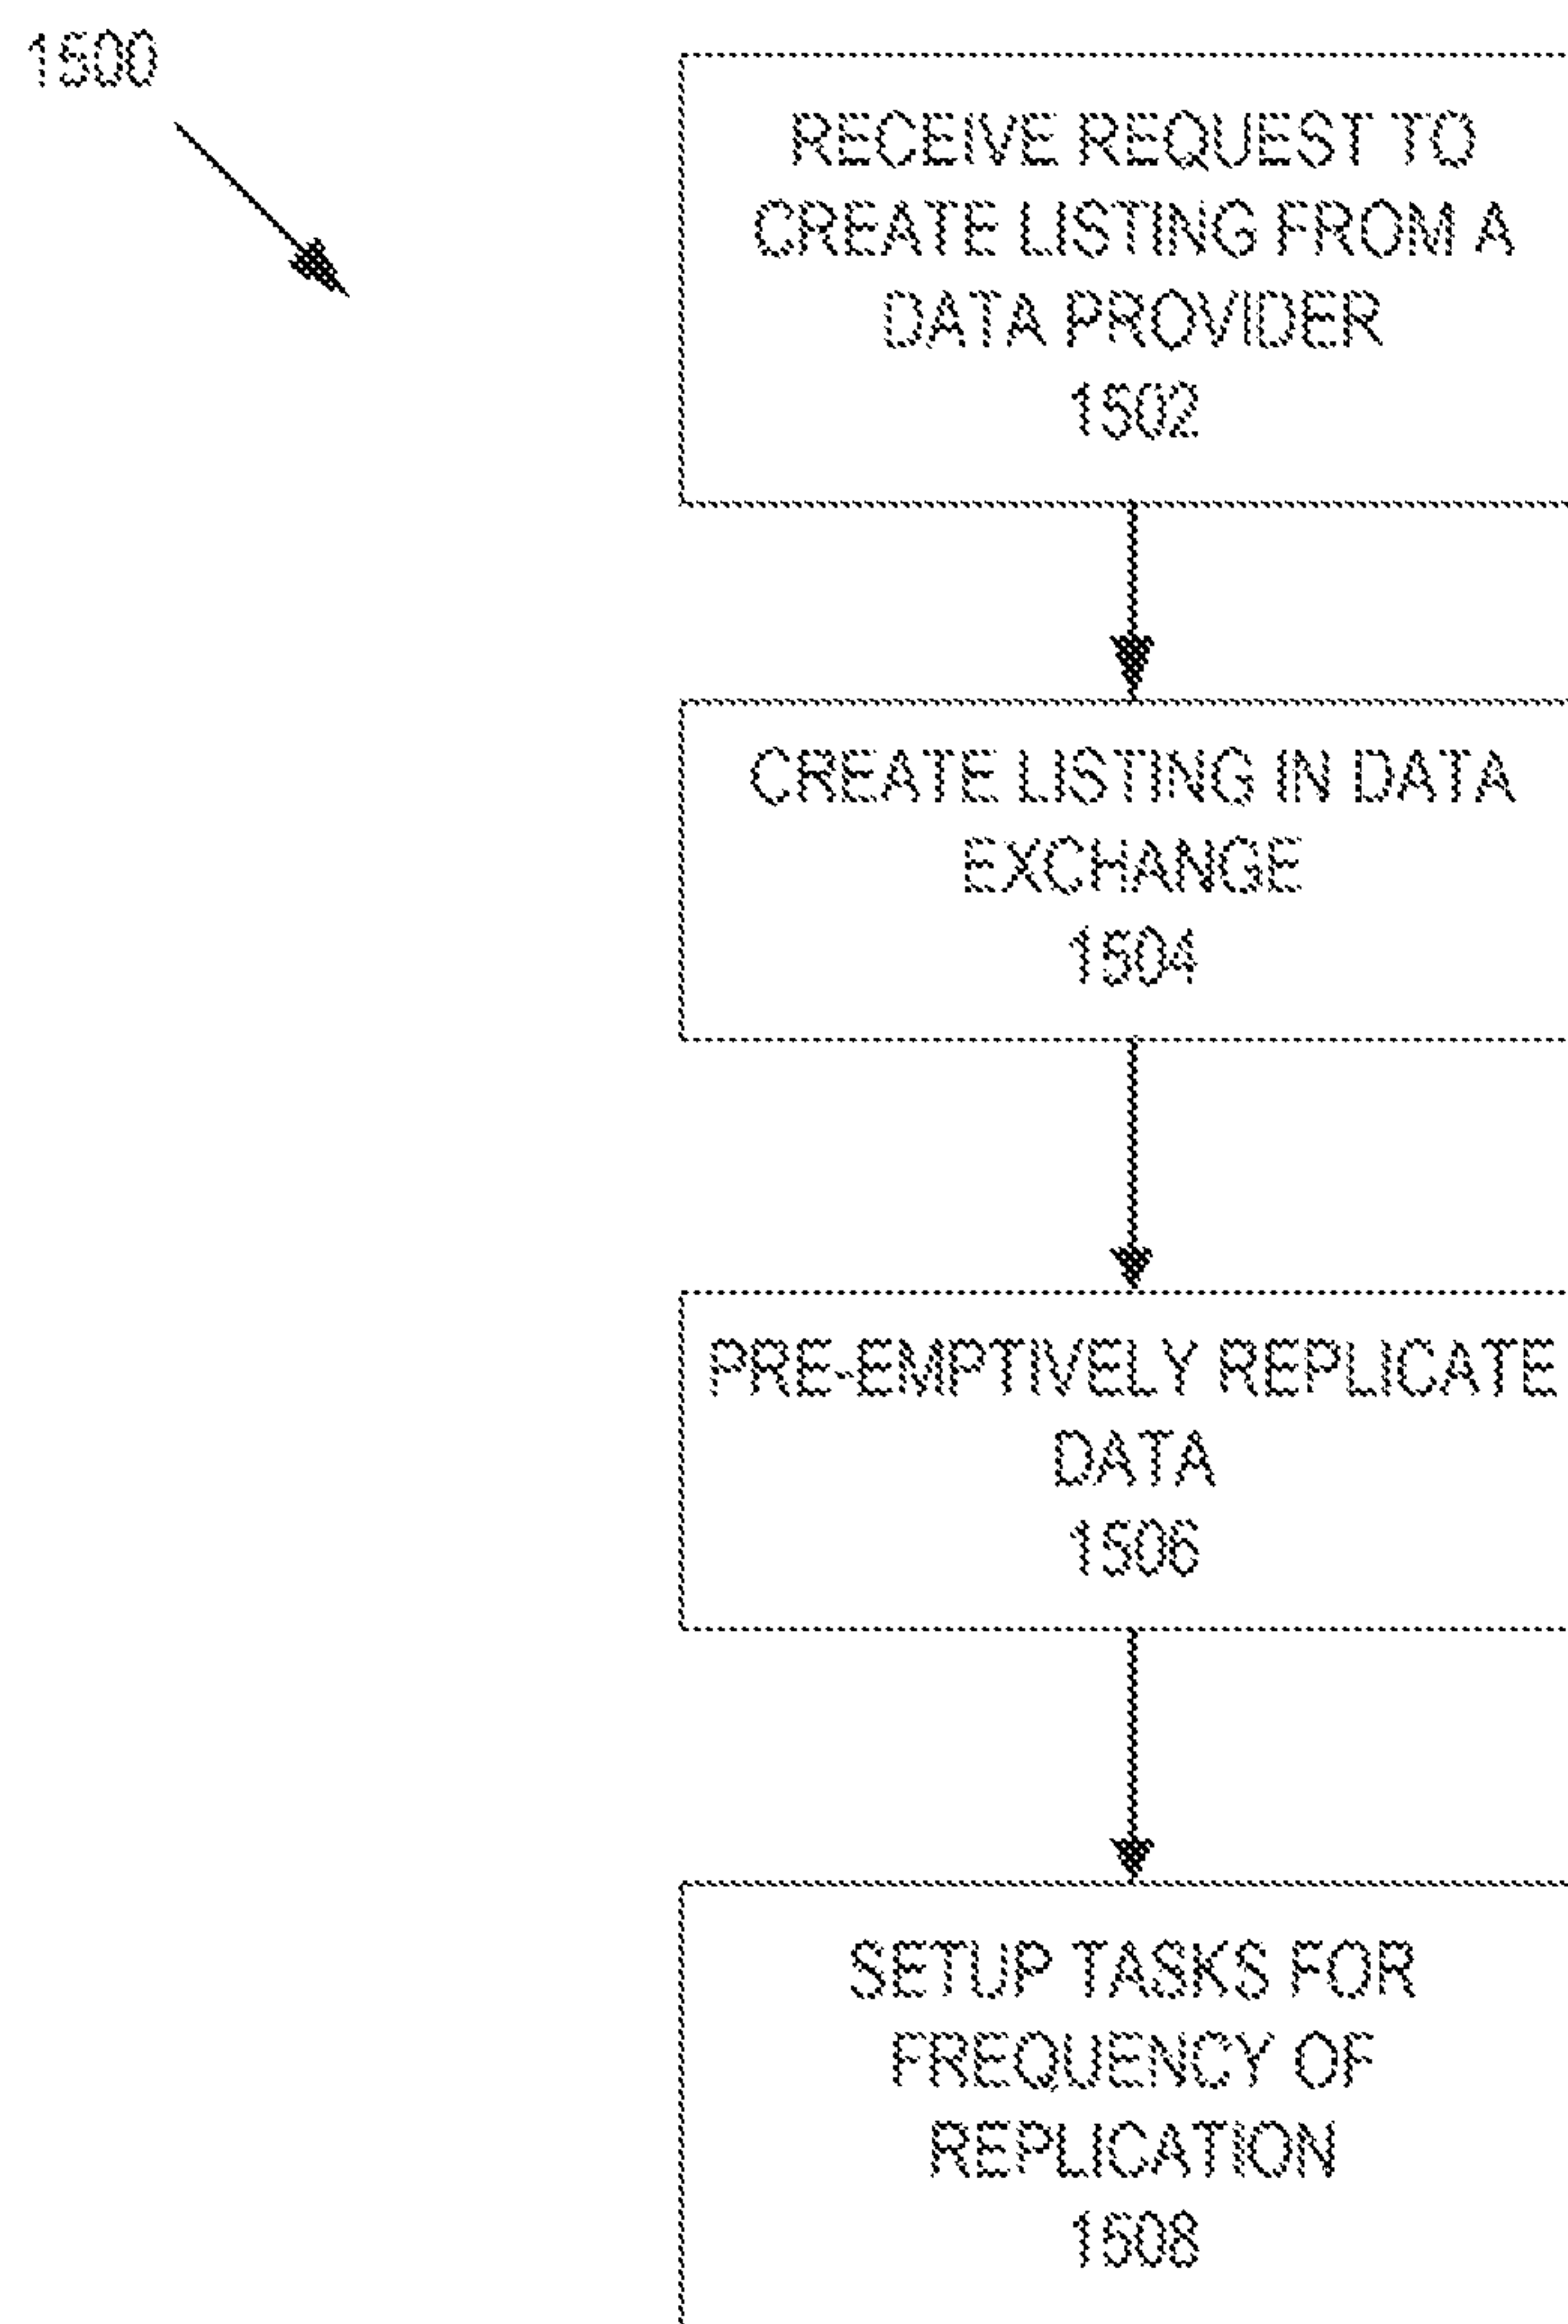 1500
RECEIVE REQUEST TO
CREATE LISTING FROM A
DATA PROVIDER
1502
CREATE LISTING IN DATA
EXCHANGE
1504
PRE-EMPTIVELY REPLICATE
DATA
1506
SETUP TASKS FOR
FREQUENCY OF
REPLICATION
1508